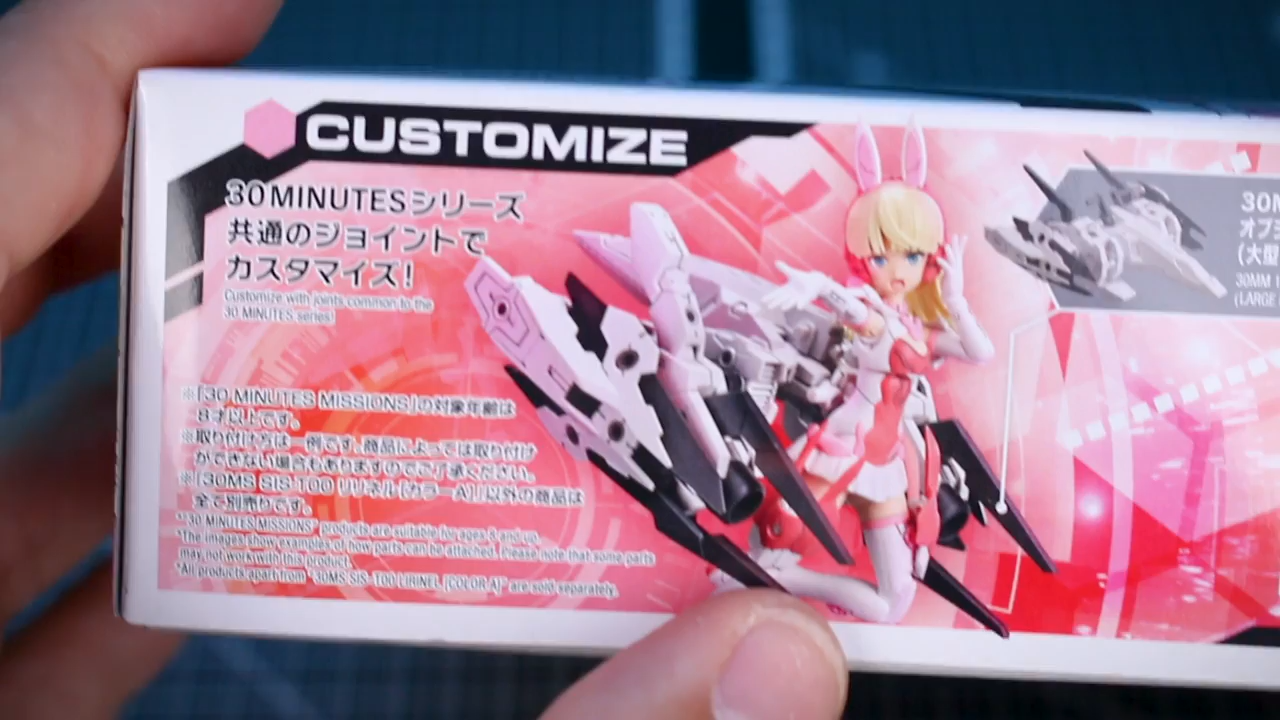 CUSTOMIZE
30 MINUTESシリーズ
共通のジョイントで
カスタマイズ!
Customize with joints common to the
30 MINUTES series!
※「30 MINUTES MISSIONS」の対象年齢は
8才以上です。
※取り付け方は一例です。商品によっては取り付け
ができない場合もありますのでご了承ください。
※「30MS SIS-T00 リリネル[カラーA]」以外の商品は
全て別売りです。
*"30 MINUTES MISSIONS" products are suitable for ages 8 and up.
*The images show examples of how parts can be attached. Please note that some parts
may not work with this product.
*All products apart from "30MS SIS-T00 LIRINEL [COLOR A]" are sold separately.
30M
オプシ
(大型
30MM
(LARGE